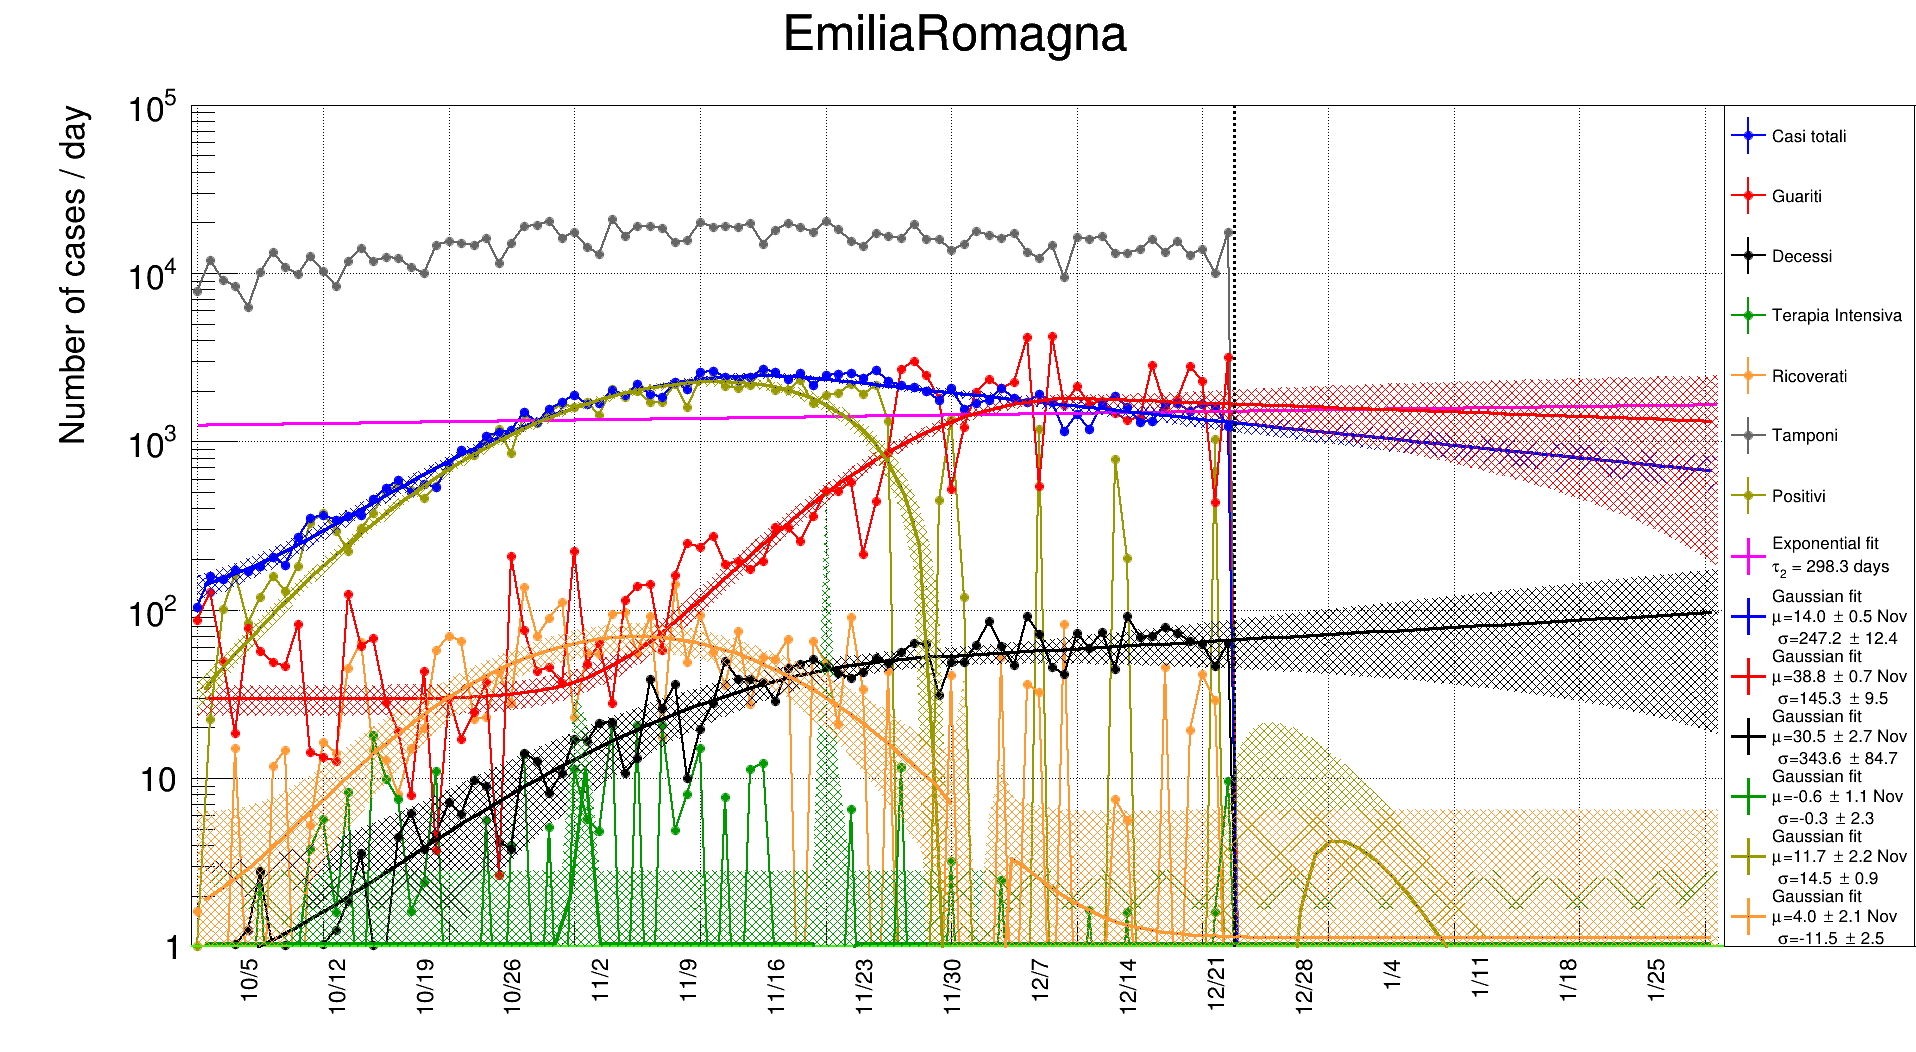 EmiliaRomagna
Number of cases / day
10^5
10^4
10^3
10^2
10
1
10/5
10/12
10/19
10/26
11/2
11/9
11/16
11/23
11/30
12/7
12/14
12/21
12/28
1/4
1/11
1/18
1/25
Casi totali
Guariti
Decessi
Terapia Intensiva
Ricoverati
Tamponi
Positivi
Exponential fit
τ₂ = 298.3 days
Gaussian fit
μ=14.0 ± 0.5 Nov
σ=247.2 ± 12.4
Gaussian fit
μ=38.8 ± 0.7 Nov
σ=145.3 ± 9.5
Gaussian fit
μ=30.5 ± 2.7 Nov
σ=343.6 ± 84.7
Gaussian fit
μ=-0.6 ± 1.1 Nov
σ=-0.3 ± 2.3
Gaussian fit
μ=11.7 ± 2.2 Nov
σ=14.5 ± 0.9
Gaussian fit
μ=4.0 ± 2.1 Nov
σ=-11.5 ± 2.5